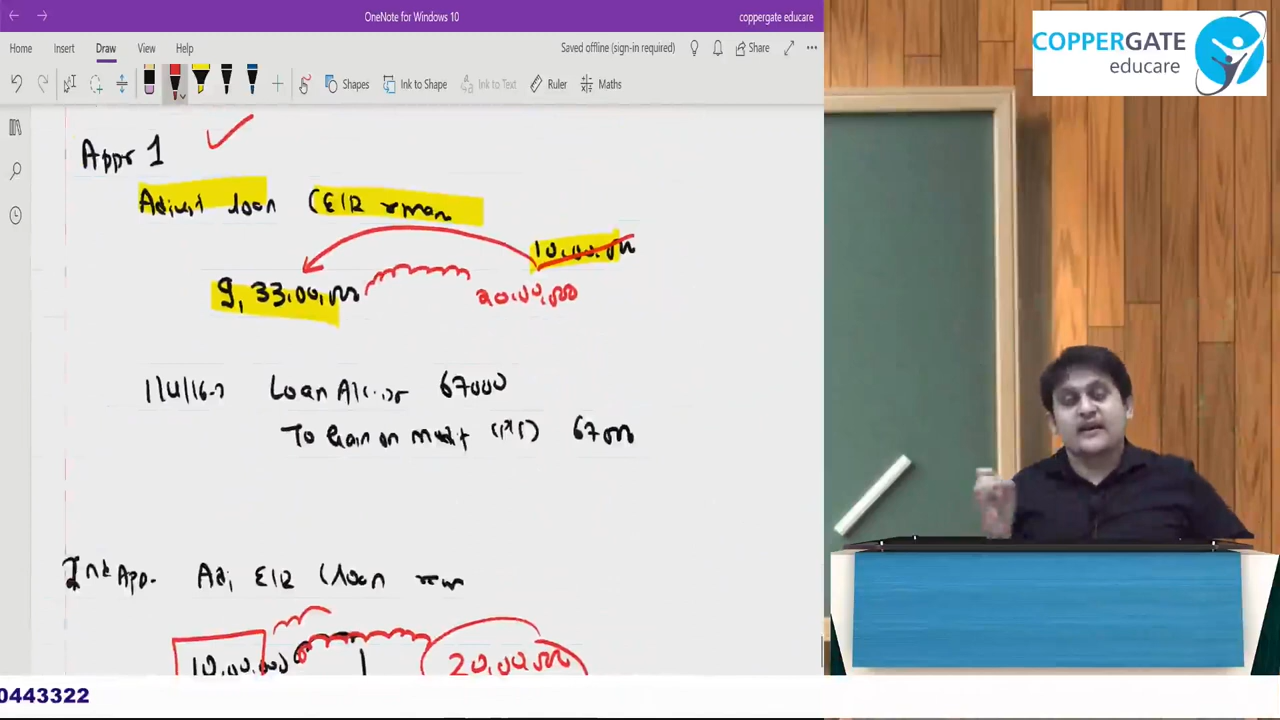 OneNote for Windows 10
coppergate educare
Home Insert Draw View Help
Saved offline (sign-in required)
Share
Shapes
Ink to Shape
Ink to Text
Ruler
Maths
COPPERGATE
educare
Appr 1
Adjust loan (EIR
10,00,000
9,33,00,000
20,00,000
1/4/16 Loan A/c Dr 67000
To Gain on modif 67000
2nd App. Adj EIR (loan
10,00,000
20,00,000
0443322